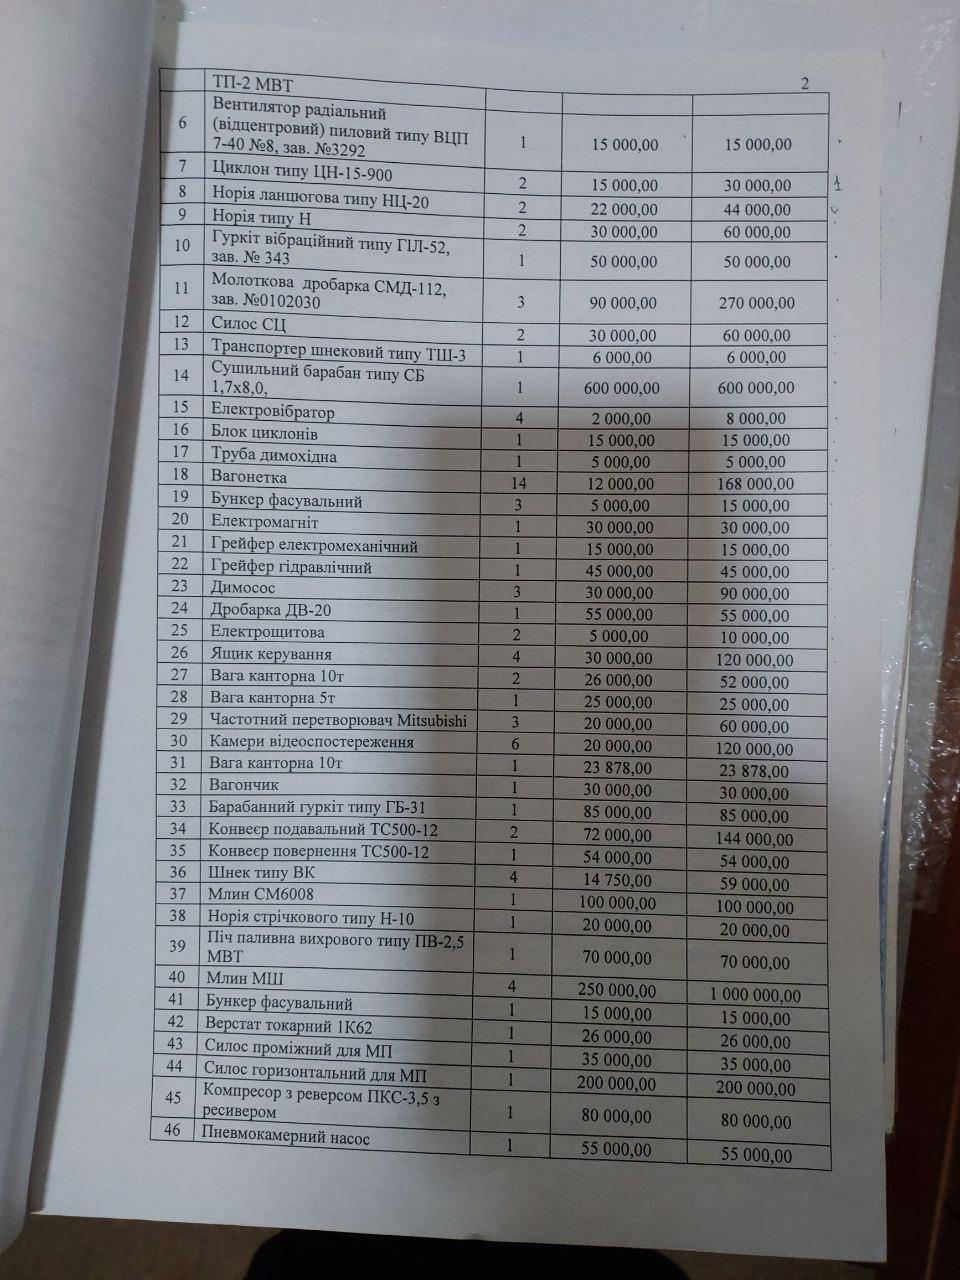 2
ТП-2 МВТ
6 Вентилятор радіальний
(відцентровий) пиловий типу ВЦП
7-40 №8, зав. №3292 1 15 000,00 15 000,00
7 Циклон типу ЦН-15-900 2 15 000,00 30 000,00
8 Норія ланцюгова типу НЦ-20 2 22 000,00 44 000,00
9 Норія типу Н 2 30 000,00 60 000,00
10 Гуркіт вібраційний типу ГІЛ-52,
зав. № 343 1 50 000,00 50 000,00
11 Молоткова дробарка СМД-112,
зав. №0102030 3 90 000,00 270 000,00
12 Силос СЦ 2 30 000,00 60 000,00
13 Транспортер шнековий типу ТШ-3 1 6 000,00 6 000,00
14 Сушильний барабан типу СБ
1,7х8,0, 1 600 000,00 600 000,00
15 Електровібратор 4 2 000,00 8 000,00
16 Блок циклонів 1 15 000,00 15 000,00
17 Труба димохідна 1 5 000,00 5 000,00
18 Вагонетка 14 12 000,00 168 000,00
19 Бункер фасувальний 3 5 000,00 15 000,00
20 Електромагніт 1 30 000,00 30 000,00
21 Грейфер електромеханічний 1 15 000,00 15 000,00
22 Грейфер гідравлічний 1 45 000,00 45 000,00
23 Димосос 3 30 000,00 90 000,00
24 Дробарка ДВ-20 1 55 000,00 55 000,00
25 Електрощитова 2 5 000,00 10 000,00
26 Ящик керування 4 30 000,00 120 000,00
27 Вага канторна 10т 2 26 000,00 52 000,00
28 Вага канторна 5т 1 25 000,00 25 000,00
29 Частотний перетворювач Mitsubishi 3 20 000,00 60 000,00
30 Камери відеоспостереження 6 20 000,00 120 000,00
31 Вага канторна 10т 1 23 878,00 23 878,00
32 Вагончик 1 30 000,00 30 000,00
33 Барабанний гуркіт типу ГБ-31 1 85 000,00 85 000,00
34 Конвеєр подавальний ТС500-12 2 72 000,00 144 000,00
35 Конвеєр повернення ТС500-12 1 54 000,00 54 000,00
36 Шнек типу ВК 4 14 750,00 59 000,00
37 Млин СМ6008 1 100 000,00 100 000,00
38 Норія стрічкового типу Н-10 1 20 000,00 20 000,00
39 Піч паливна вихрового типу ПВ-2,5
МВТ 1 70 000,00 70 000,00
40 Млин МШ 4 250 000,00 1 000 000,00
41 Бункер фасувальний 1 15 000,00 15 000,00
42 Верстат токарний 1К62 1 26 000,00 26 000,00
43 Силос проміжний для МП 1 35 000,00 35 000,00
44 Силос горизонтальний для МП 1 200 000,00 200 000,00
45 Компресор з реверсом ПКС-3,5 з
ресивером 1 80 000,00 80 000,00
46 Пневмокамерний насос 1 55 000,00 55 000,00